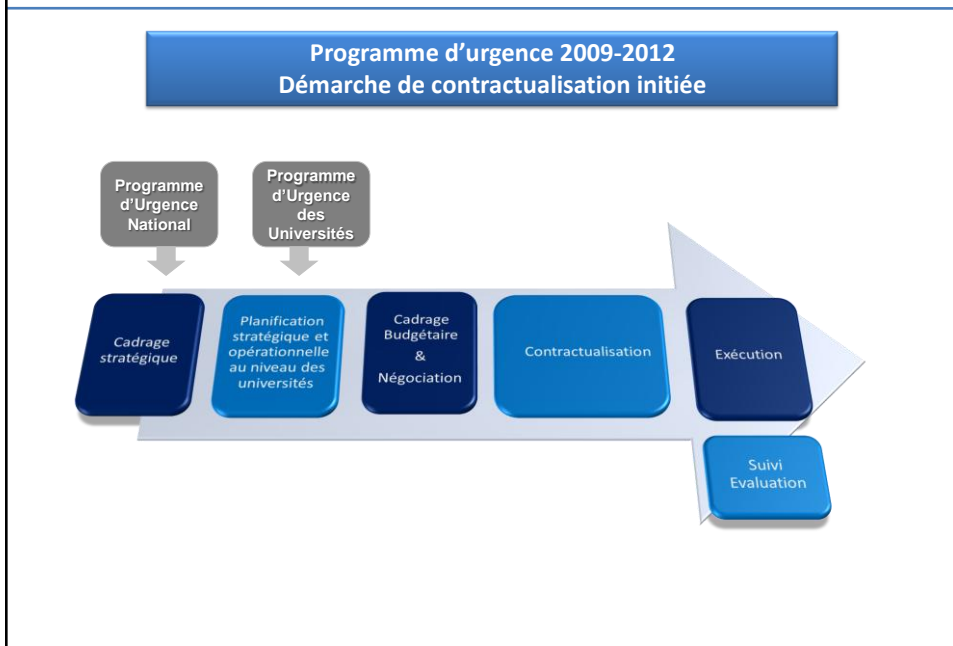 Programme d’urgence 2009-2012
Démarche de contractualisation initiée
Programme
d’Urgence
National
Programme
d’Urgence
des
Universités
Cadrage
stratégique
Planification
stratégique et
opérationnelle
au niveau des
universités
Cadrage
Budgétaire
&
Négociation
Contractualisation
Exécution
Suivi
Evaluation